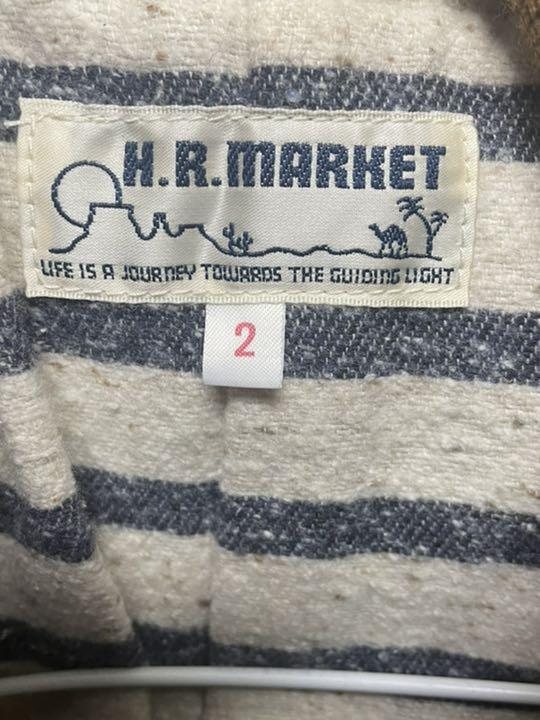 H.R.MARKET
LIFE IS A JOURNEY TOWARDS THE GUIDING LIGHT
2